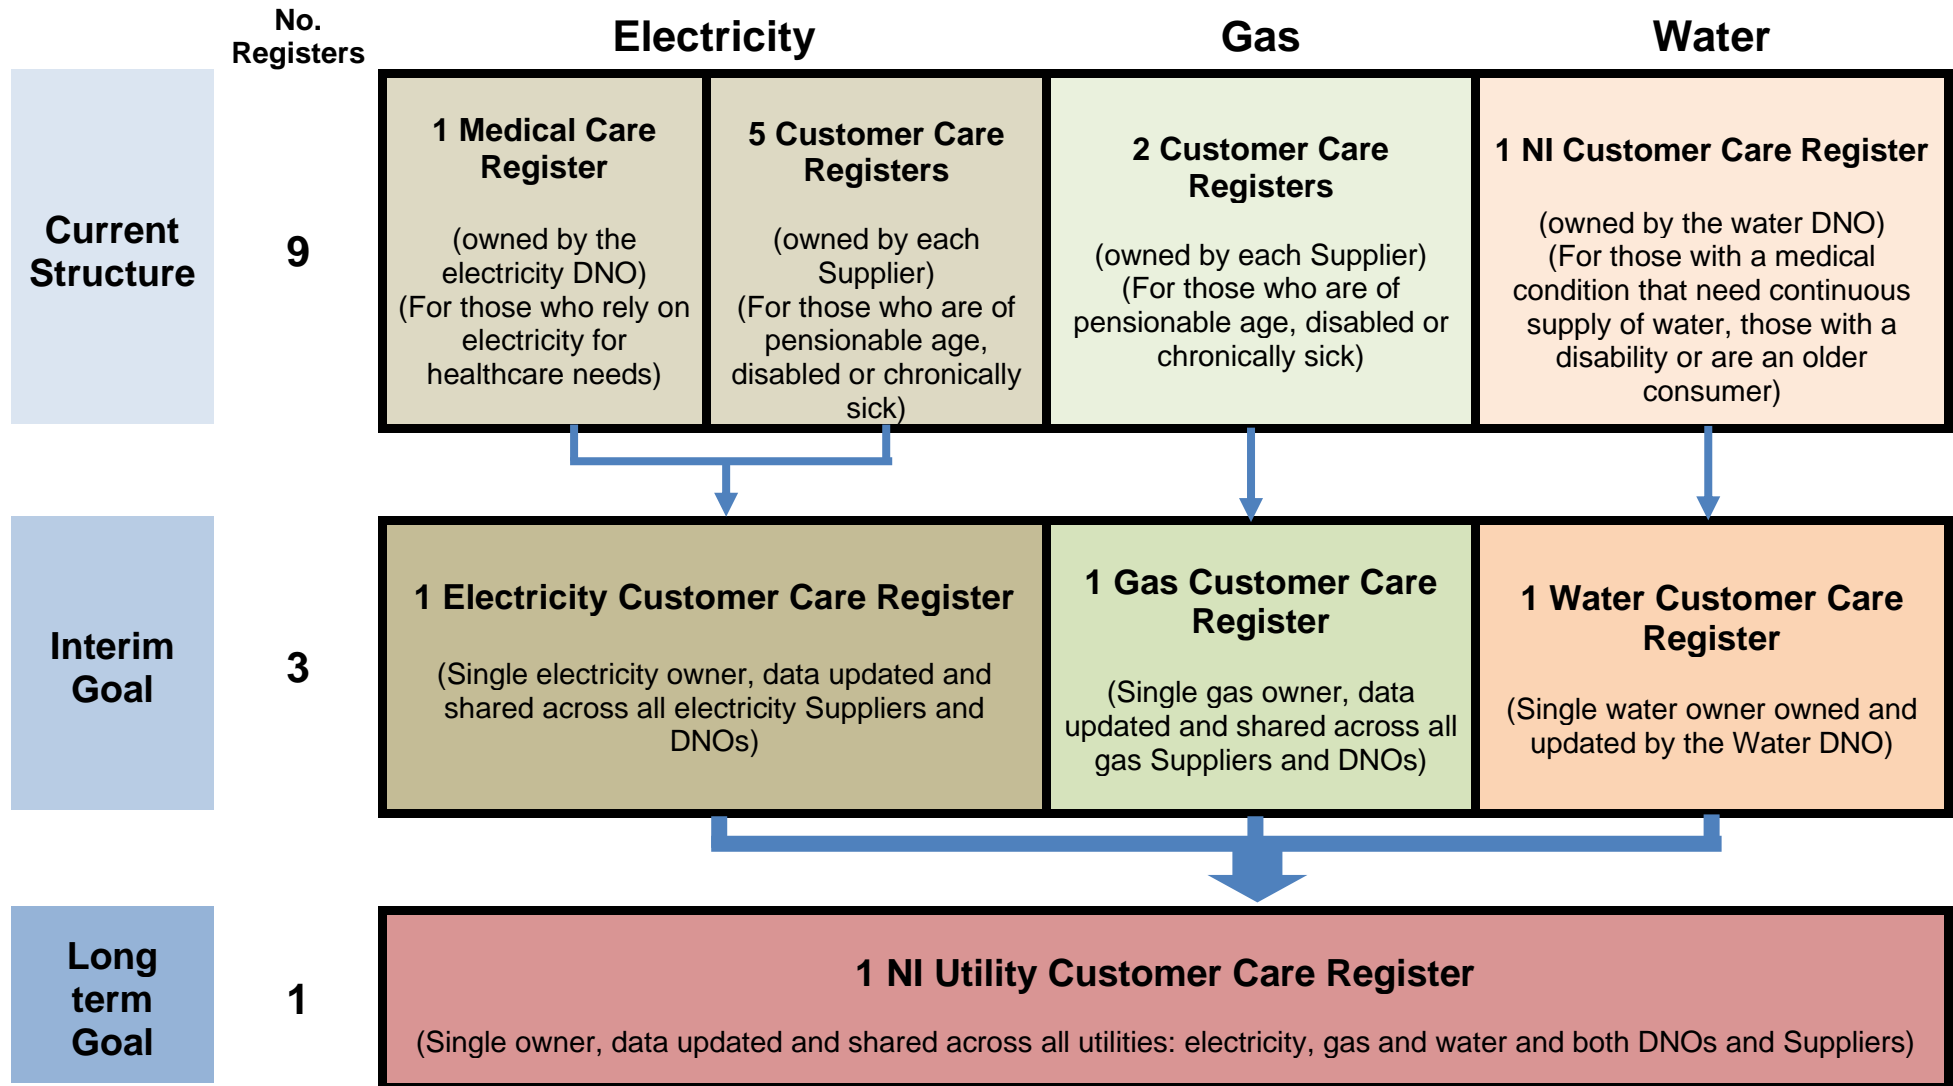 No.
Registers
Electricity
Gas
Water
Current
Structure
9
1 Medical Care
Register
(owned by the
electricity DNO)
(For those who rely on
electricity for
healthcare needs)
5 Customer Care
Registers
(owned by each
Supplier)
(For those who are of
pensionable age,
disabled or chronically
sick)
2 Customer Care
Registers
(owned by each Supplier)
(For those who are of
pensionable age, disabled or
chronically sick)
1 NI Customer Care Register
(owned by the water DNO)
(For those with a medical
condition that need continuous
supply of water, those with a
disability or are an older
consumer)
Interim
Goal
3
1 Electricity Customer Care Register
(Single electricity owner, data updated and
shared across all electricity Suppliers and
DNOs)
1 Gas Customer Care
Register
(Single gas owner, data
updated and shared across all
gas Suppliers and DNOs)
1 Water Customer Care
Register
(Single water owner owned and
updated by the Water DNO)
Long
term
Goal
1
1 NI Utility Customer Care Register
(Single owner, data updated and shared across all utilities: electricity, gas and water and both DNOs and Suppliers)